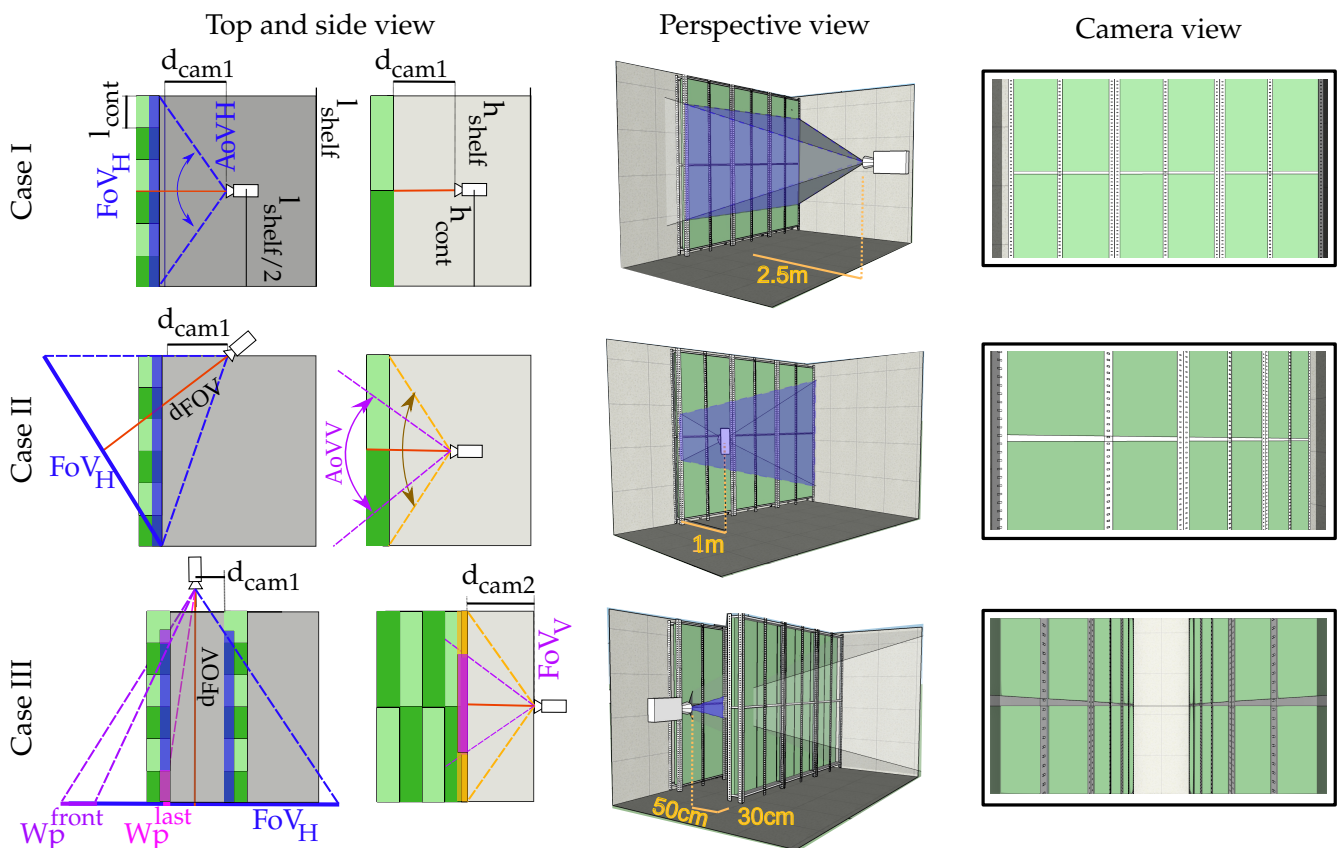 Top and side view
Perspective view
Camera view
Case I
d_cam1
l_cont
FoV_H
AoVH
l_shelf
l_shelf/2
d_cam1
h_shelf
h_cont
2.5m
Case II
d_cam1
dFOV
FoV_H
AoVV
1m
Case III
d_cam1
dFOV
Wp^front
Wp^last
FoV_H
d_cam2
FoV_V
50cm
30cm